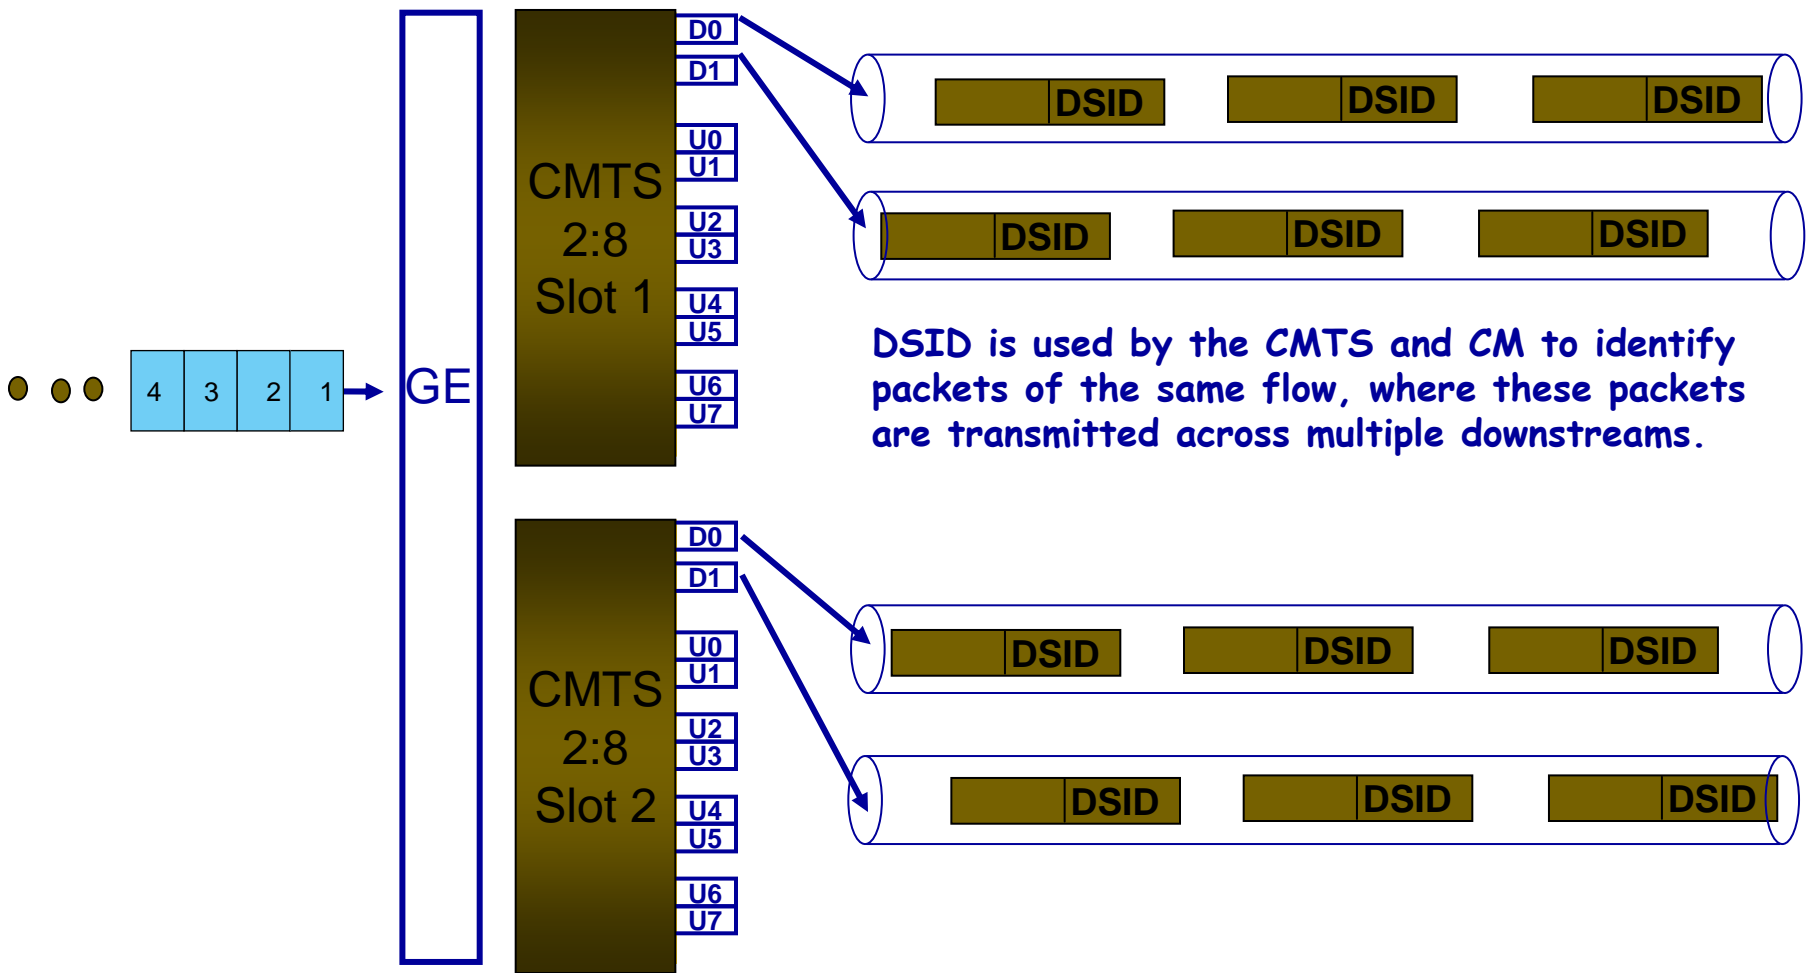 4 3 2 1
GE
CMTS
2:8
Slot 1
D0
D1
U0
U1
U2
U3
U4
U5
U6
U7
DSID DSID DSID
DSID DSID DSID
DSID is used by the CMTS and CM to identify
packets of the same flow, where these packets
are transmitted across multiple downstreams.
CMTS
2:8
Slot 2
D0
D1
U0
U1
U2
U3
U4
U5
U6
U7
DSID DSID DSID
DSID DSID DSID